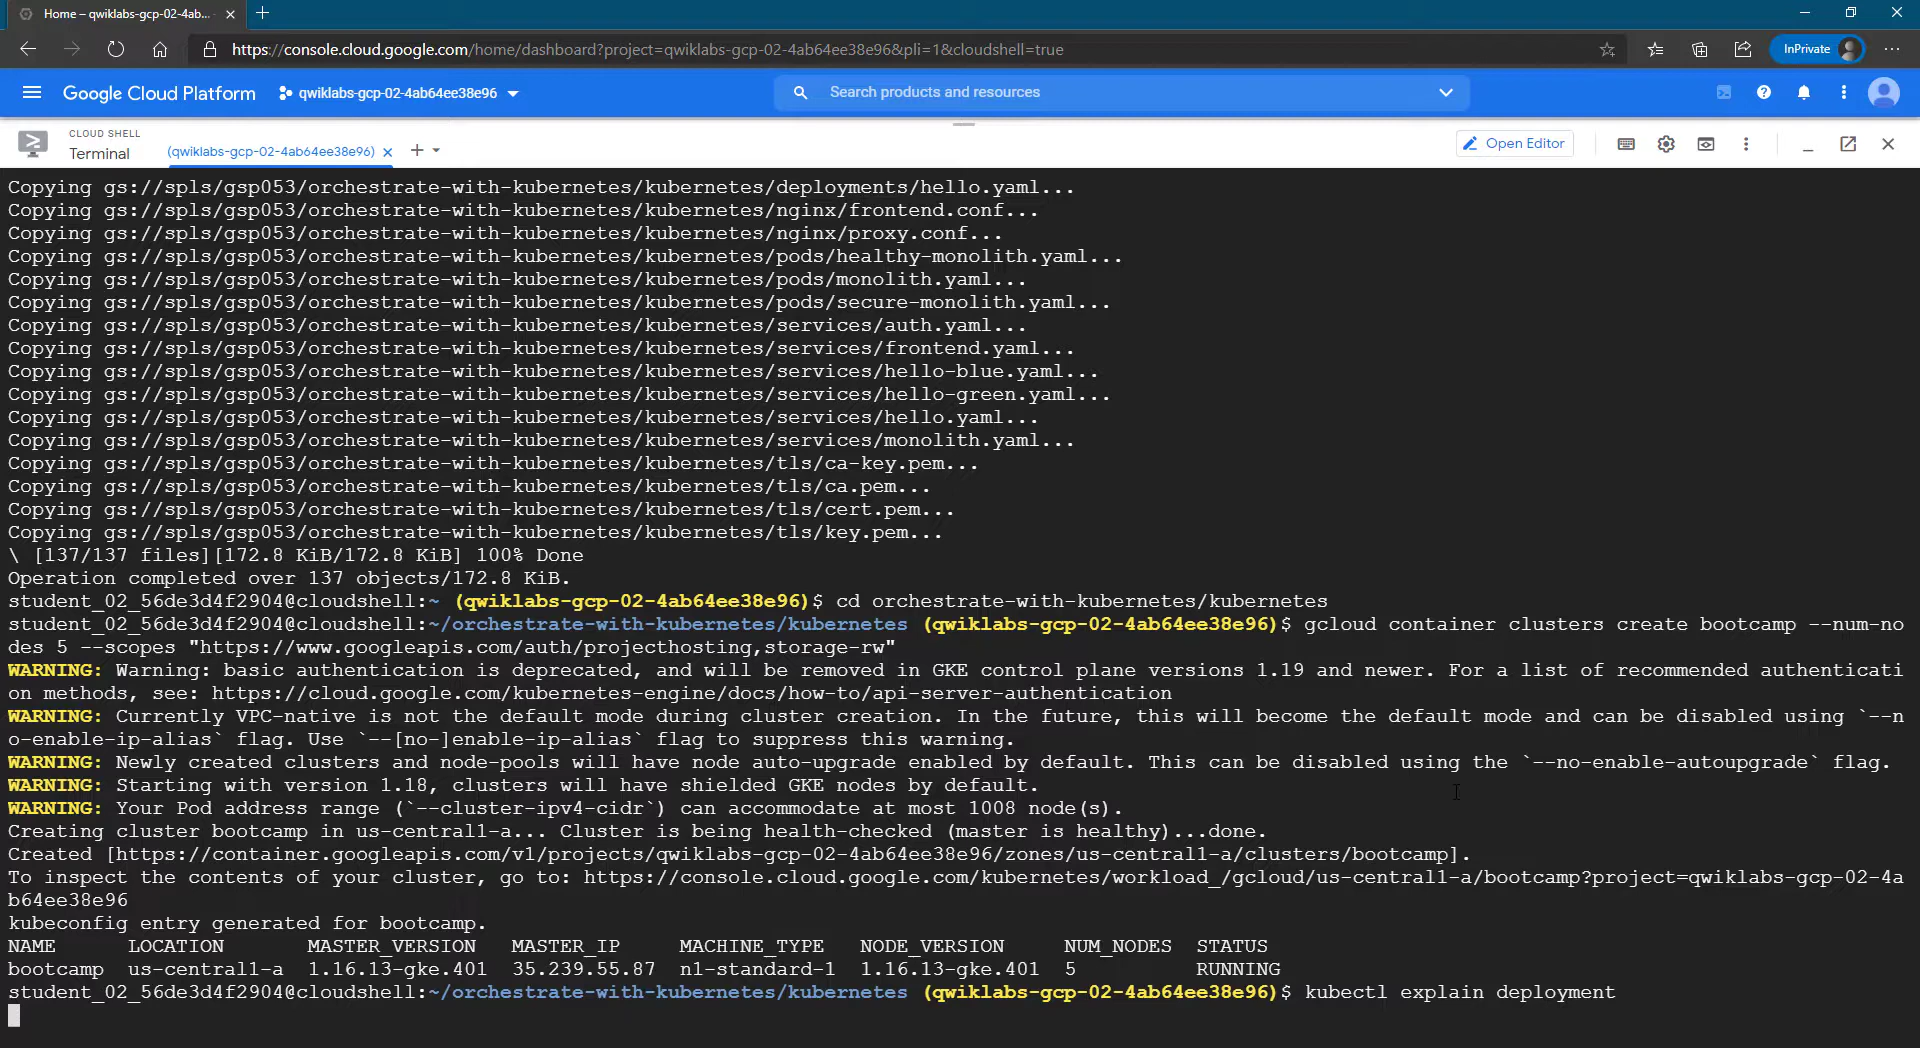 Home – qwiklabs-gcp-02-4ab...
https://console.cloud.google.com/home/dashboard?project=qwiklabs-gcp-02-4ab64ee38e96&pli=1&cloudshell=true
InPrivate
Google Cloud Platform
qwiklabs-gcp-02-4ab64ee38e96
Search products and resources
CLOUD SHELL
Terminal
(qwiklabs-gcp-02-4ab64ee38e96)
Open Editor
Copying gs://spls/gsp053/orchestrate-with-kubernetes/kubernetes/deployments/hello.yaml...
Copying gs://spls/gsp053/orchestrate-with-kubernetes/kubernetes/nginx/frontend.conf...
Copying gs://spls/gsp053/orchestrate-with-kubernetes/kubernetes/nginx/proxy.conf...
Copying gs://spls/gsp053/orchestrate-with-kubernetes/kubernetes/pods/healthy-monolith.yaml...
Copying gs://spls/gsp053/orchestrate-with-kubernetes/kubernetes/pods/monolith.yaml...
Copying gs://spls/gsp053/orchestrate-with-kubernetes/kubernetes/pods/secure-monolith.yaml...
Copying gs://spls/gsp053/orchestrate-with-kubernetes/kubernetes/services/auth.yaml...
Copying gs://spls/gsp053/orchestrate-with-kubernetes/kubernetes/services/frontend.yaml...
Copying gs://spls/gsp053/orchestrate-with-kubernetes/kubernetes/services/hello-blue.yaml...
Copying gs://spls/gsp053/orchestrate-with-kubernetes/kubernetes/services/hello-green.yaml...
Copying gs://spls/gsp053/orchestrate-with-kubernetes/kubernetes/services/hello.yaml...
Copying gs://spls/gsp053/orchestrate-with-kubernetes/kubernetes/services/monolith.yaml...
Copying gs://spls/gsp053/orchestrate-with-kubernetes/kubernetes/tls/ca-key.pem...
Copying gs://spls/gsp053/orchestrate-with-kubernetes/kubernetes/tls/ca.pem...
Copying gs://spls/gsp053/orchestrate-with-kubernetes/kubernetes/tls/cert.pem...
Copying gs://spls/gsp053/orchestrate-with-kubernetes/kubernetes/tls/key.pem...
\ [137/137 files][172.8 KiB/172.8 KiB] 100% Done
Operation completed over 137 objects/172.8 KiB.
student_02_56de3d4f2904@cloudshell:~ (qwiklabs-gcp-02-4ab64ee38e96)$ cd orchestrate-with-kubernetes/kubernetes
student_02_56de3d4f2904@cloudshell:~/orchestrate-with-kubernetes/kubernetes (qwiklabs-gcp-02-4ab64ee38e96)$ gcloud container clusters create bootcamp --num-no
des 5 --scopes "https://www.googleapis.com/auth/projecthosting,storage-rw"
WARNING: Warning: basic authentication is deprecated, and will be removed in GKE control plane versions 1.19 and newer. For a list of recommended authenticati
on methods, see: https://cloud.google.com/kubernetes-engine/docs/how-to/api-server-authentication
WARNING: Currently VPC-native is not the default mode during cluster creation. In the future, this will become the default mode and can be disabled using `--n
o-enable-ip-alias` flag. Use `--[no-]enable-ip-alias` flag to suppress this warning.
WARNING: Newly created clusters and node-pools will have node auto-upgrade enabled by default. This can be disabled using the `--no-enable-autoupgrade` flag.
WARNING: Starting with version 1.18, clusters will have shielded GKE nodes by default.
WARNING: Your Pod address range (`--cluster-ipv4-cidr`) can accommodate at most 1008 node(s).
Creating cluster bootcamp in us-central1-a... Cluster is being health-checked (master is healthy)...done.
Created [https://container.googleapis.com/v1/projects/qwiklabs-gcp-02-4ab64ee38e96/zones/us-central1-a/clusters/bootcamp].
To inspect the contents of your cluster, go to: https://console.cloud.google.com/kubernetes/workload_/gcloud/us-central1-a/bootcamp?project=qwiklabs-gcp-02-4a
b64ee38e96
kubeconfig entry generated for bootcamp.
NAME LOCATION MASTER_VERSION MASTER_IP MACHINE_TYPE NODE_VERSION NUM_NODES STATUS
bootcamp us-central1-a 1.16.13-gke.401 35.239.55.87 n1-standard-1 1.16.13-gke.401 5 RUNNING
student_02_56de3d4f2904@cloudshell:~/orchestrate-with-kubernetes/kubernetes (qwiklabs-gcp-02-4ab64ee38e96)$ kubectl explain deployment